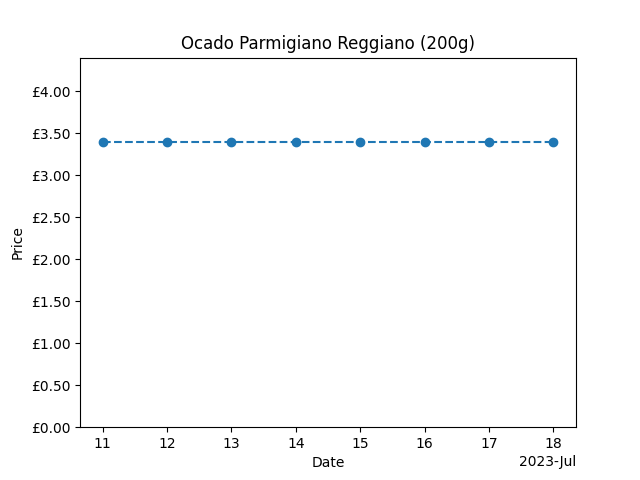 Ocado Parmigiano Reggiano (200g)
£4.00
£3.50
£3.00
£2.50
£2.00
£1.50
£1.00
£0.50
£0.00
Price
11 12 13 14 15 16 17 18
Date
2023-Jul